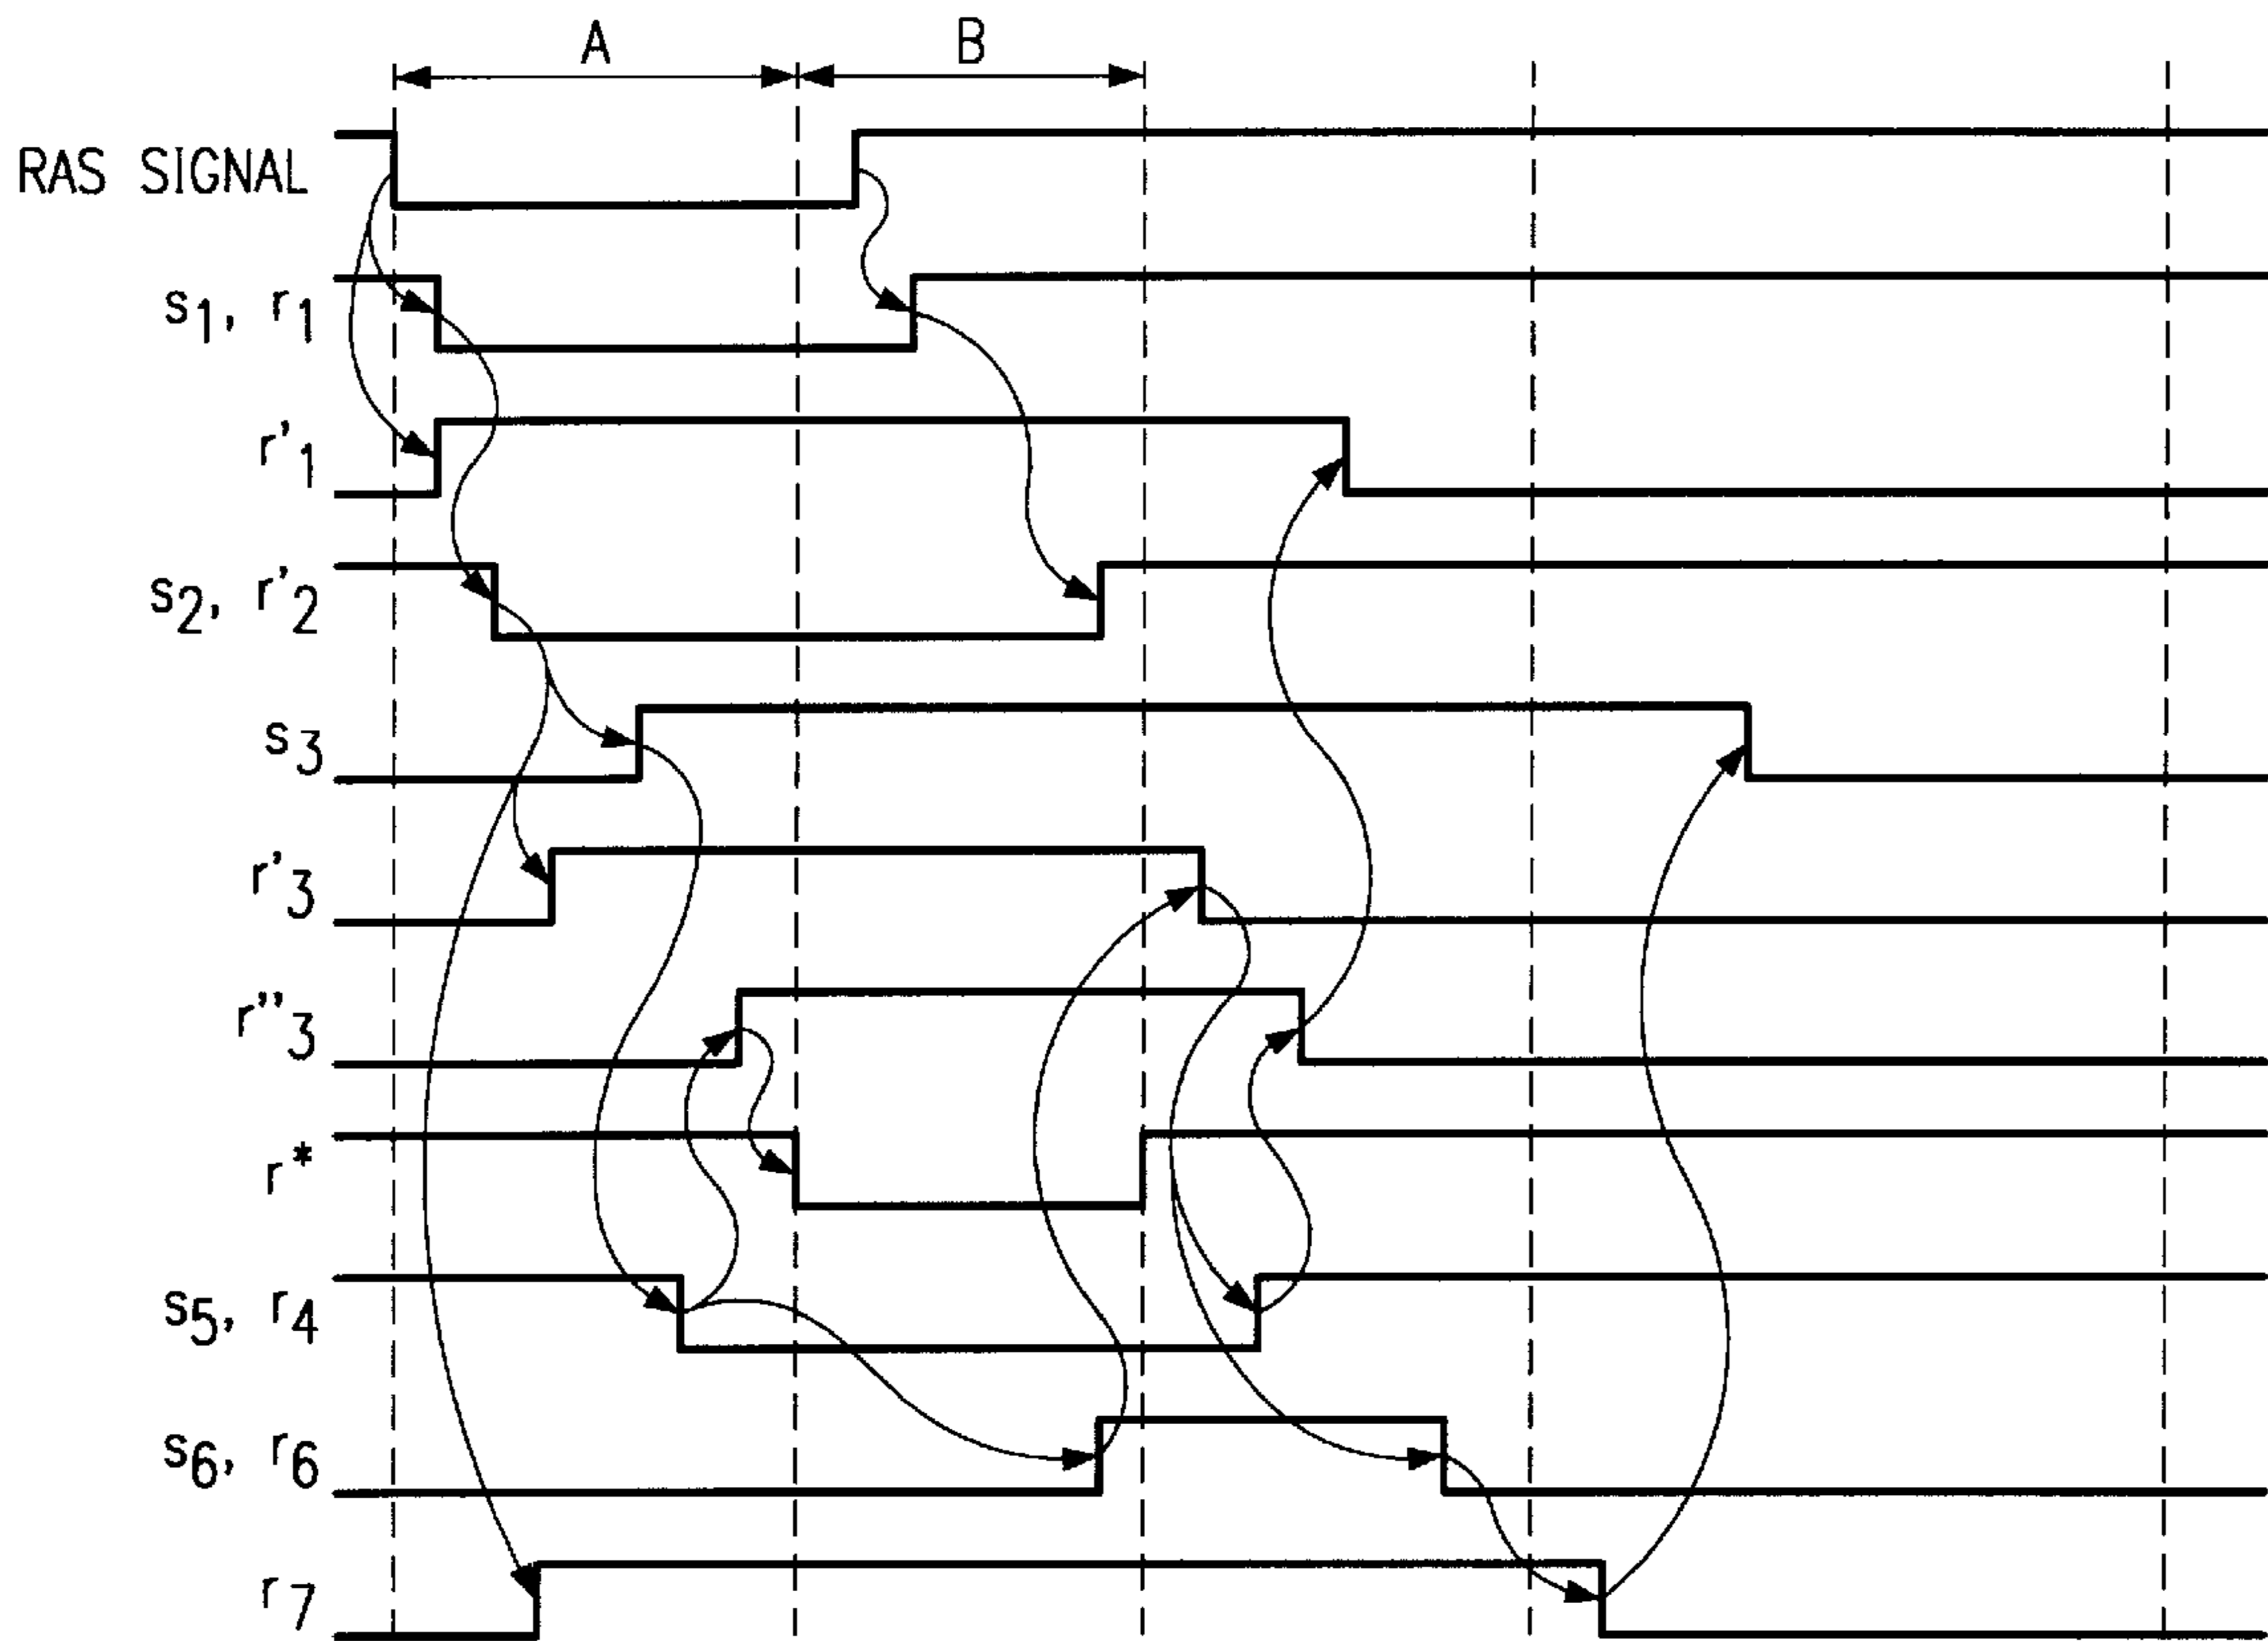 A B
RAS SIGNAL
s1, r1
r'1
s2, r'2
s3
r'3
r"3
r*
s5, r4
s6, r6
r7